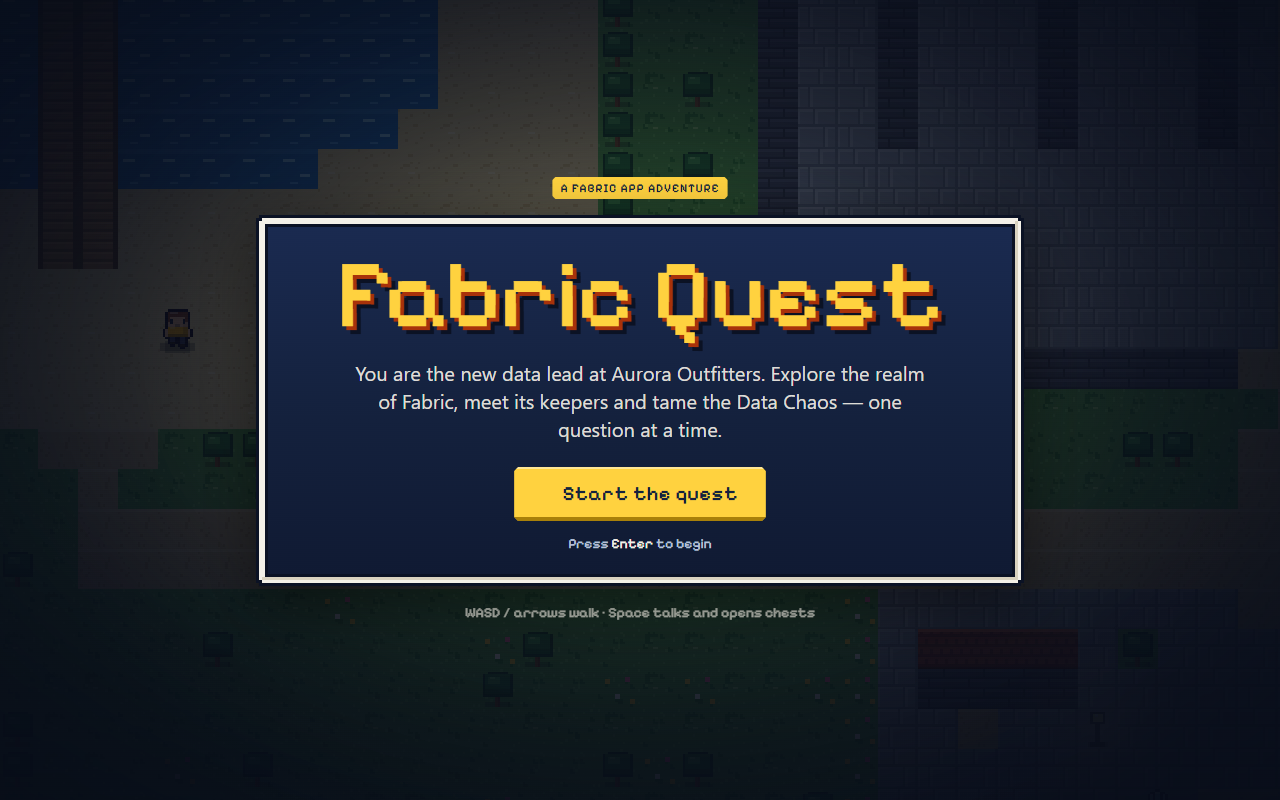 A FABRIC APP ADVENTURE
Fabric Quest
You are the new data lead at Aurora Outfitters. Explore the realm
of Fabric, meet its keepers and tame the Data Chaos — one
question at a time.
Start the quest
Press Enter to begin
WASD / arrows walk · Space talks and opens chests